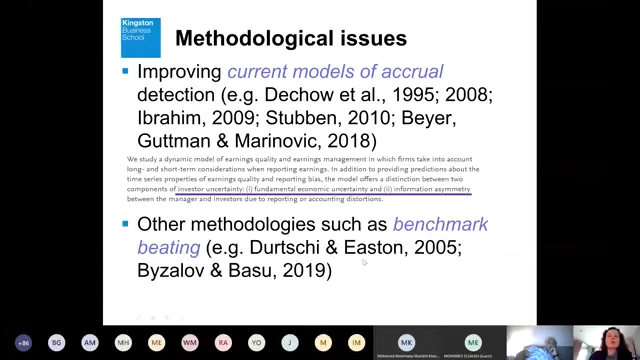 Kingston
Business
School
Methodological issues
Improving current models of accrual
detection (e.g. Dechow et al., 1995; 2008;
Ibrahim, 2009; Stubben, 2010; Beyer,
Guttman & Marinovic, 2018)
We study a dynamic model of earnings quality and earnings management in which firms take into account
long- and short-term considerations when reporting earnings. In addition to providing predictions about the
time series properties of earnings quality and reporting bias, the model offers a distinction between two
components of investor uncertainty: (i) fundamental economic uncertainty and (ii) information asymmetry
between the manager and investors due to reporting or accounting distortions.
Other methodologies such as benchmark
beating (e.g. Durtschi & Easton, 2005;
Byzalov & Basu, 2019)
+86
BG
AM
MH
ME
WM
RA
YO
J
M
IM
MK
ME